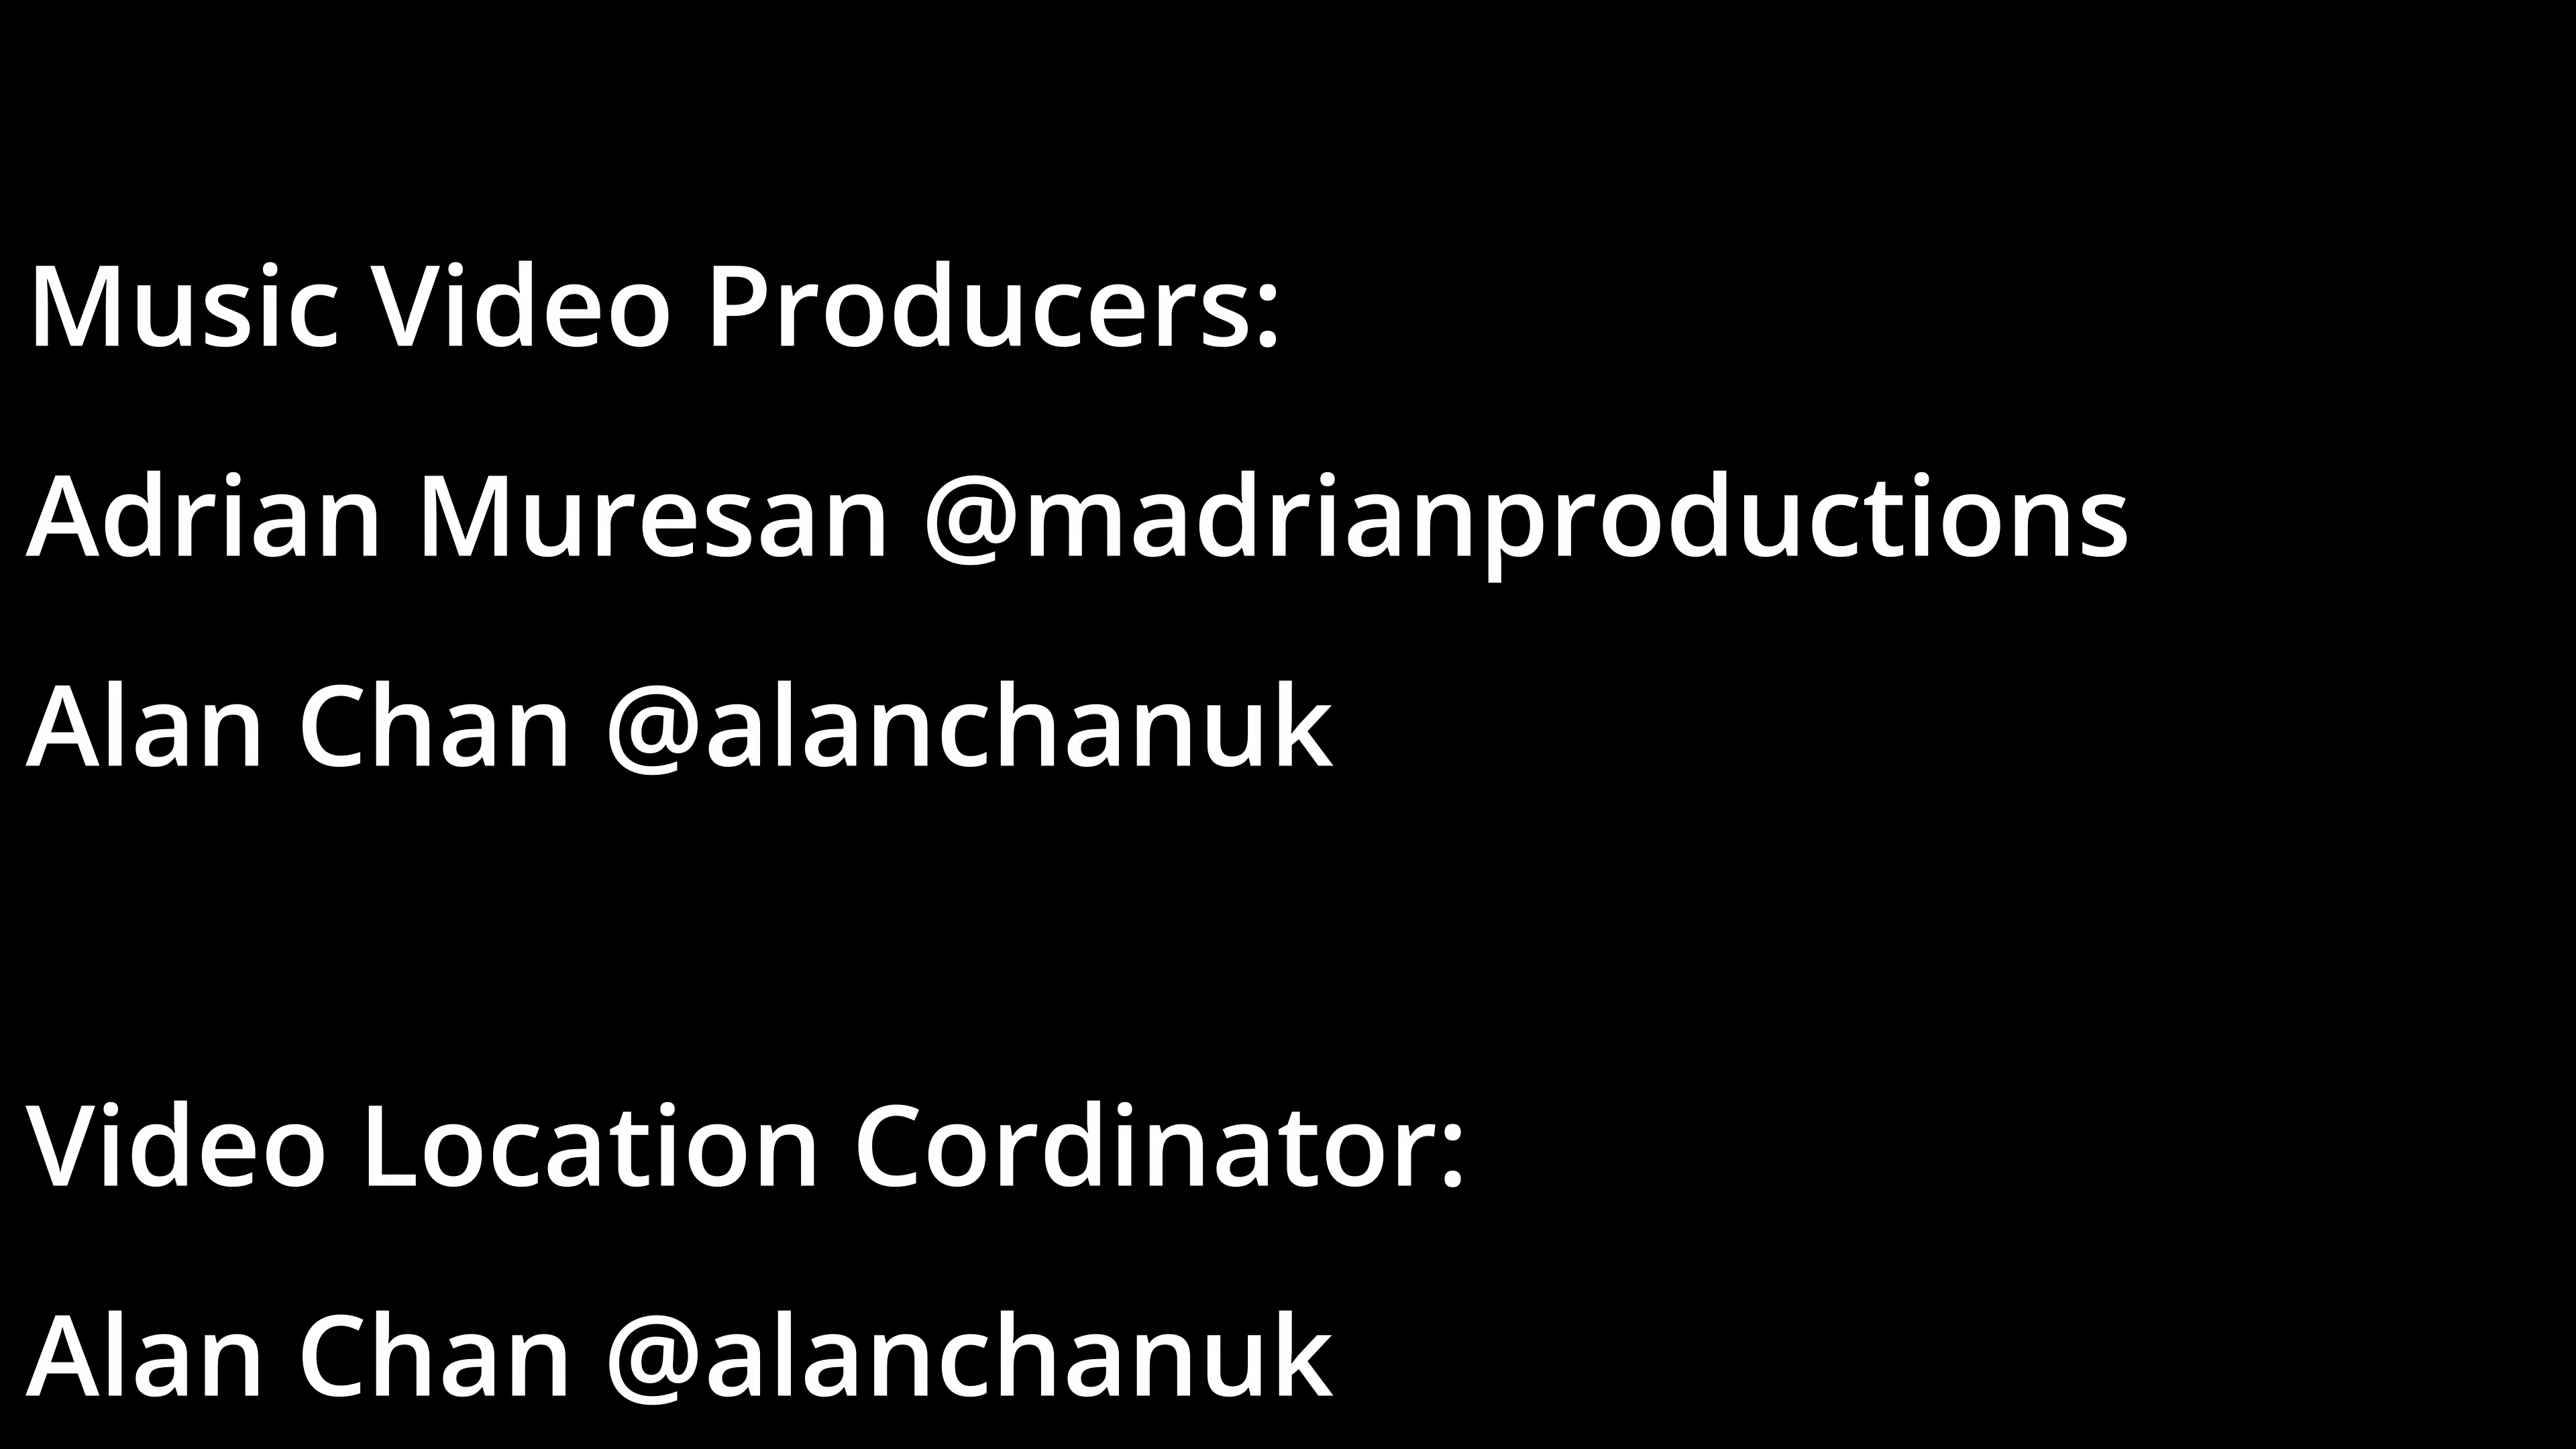 Music Video Producers:
Adrian Muresan @madrianproductions
Alan Chan @alanchanuk
Video Location Cordinator:
Alan Chan @alanchanuk